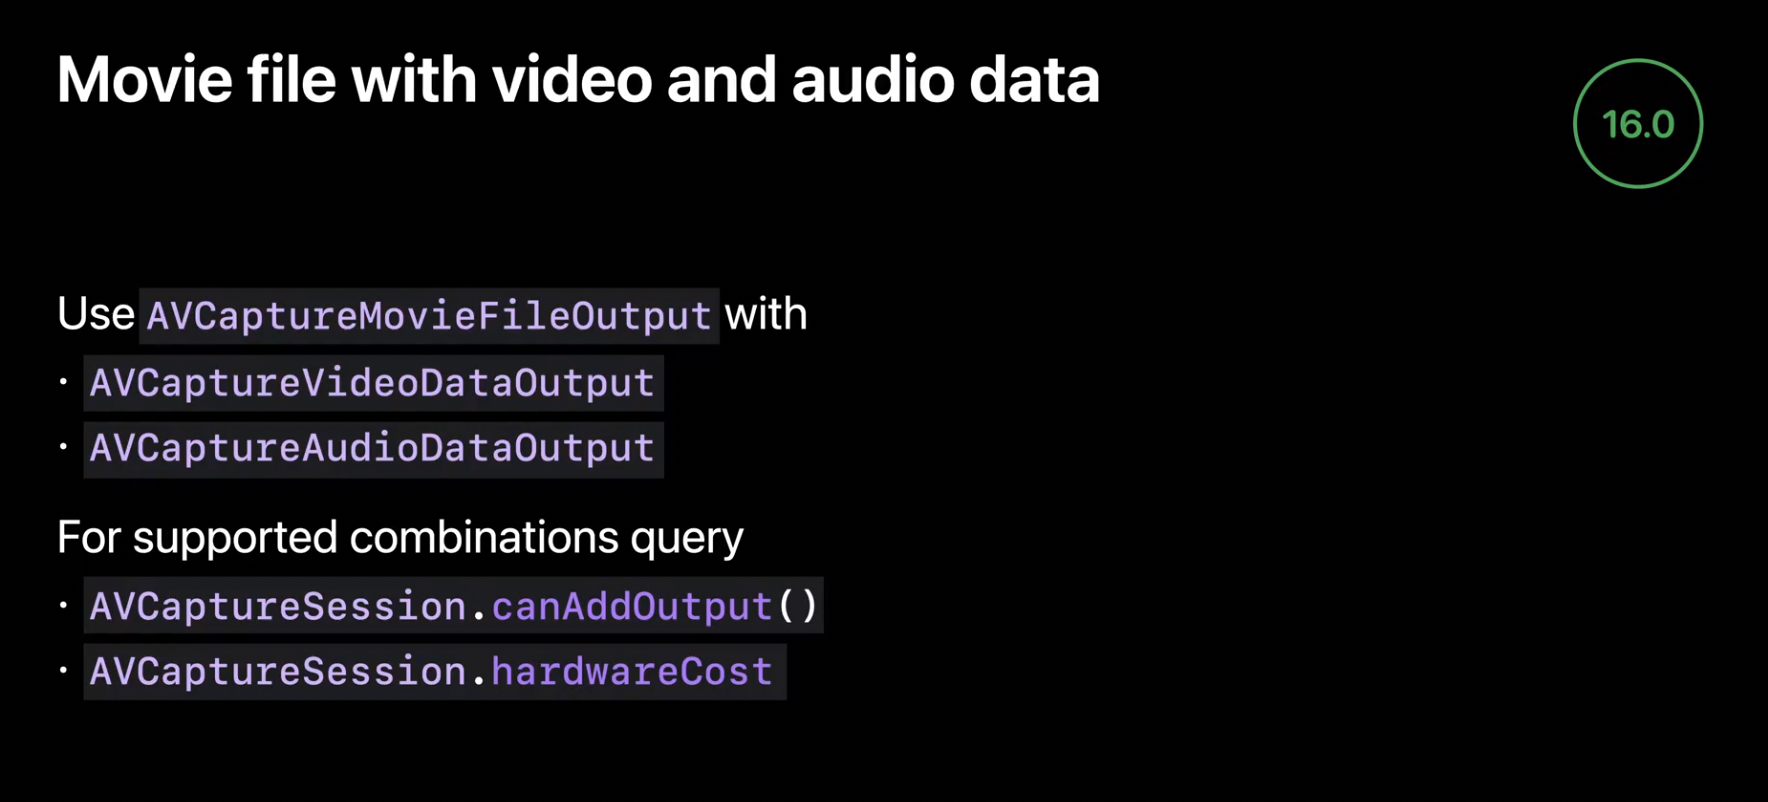 Movie file with video and audio data
16.0
Use AVCaptureMovieFileOutput with
· AVCaptureVideoDataOutput
· AVCaptureAudioDataOutput
For supported combinations query
· AVCaptureSession.canAddOutput()
· AVCaptureSession.hardwareCost